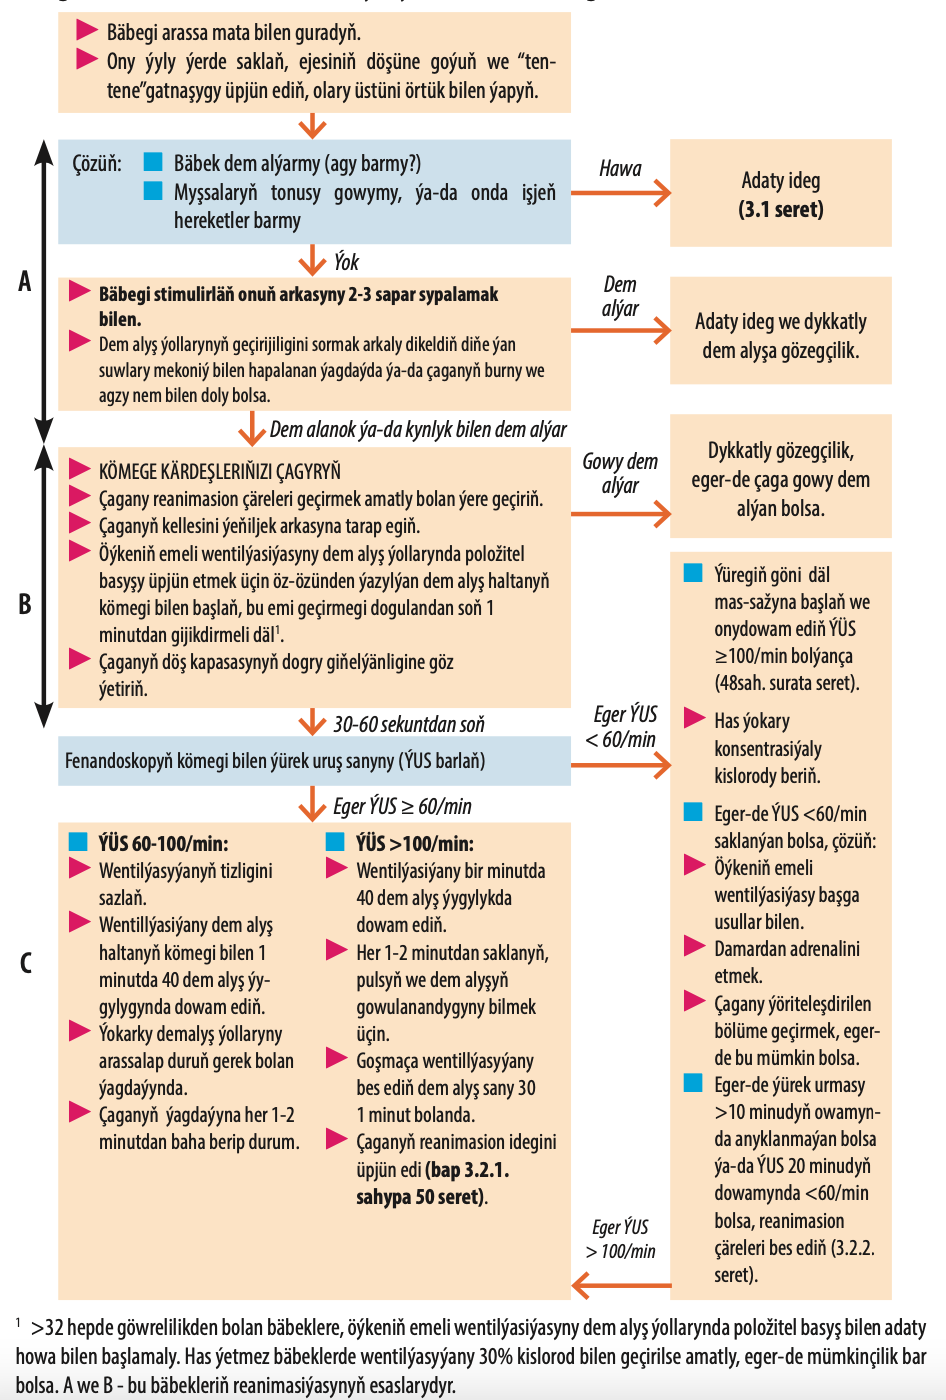 Bäbegi arassa mata bilen guradyň.
Ony ýyly ýerde saklaň, ejesiniň döşüne goýuň we “ten-
tene”gatnaşygy üpjün ediň, olary üstüni örtük bilen ýapyň.
A
Çözüň:
Bäbek dem alýarmy (agy barmy?)
Myşsalaryň tonusy gowymy, ýa-da onda işjeň
hereketler barmy
Hawa
Adaty ideg
(3.1 seret)
Ýok
Bäbegi stimulirläň onuň arkasyny 2-3 sapar sypalamak
bilen.
Dem alyş ýollarynyň geçirijiligini sormak arkaly dikeldiň diňe ýan
suwlary mekoniý bilen hapalanan ýagdaýda ýa-da çaganyň burny we
agzy nem bilen doly bolsa.
Dem
alýar
Adaty ideg we dykkatly
dem alyşa gözegçilik.
Dem alanok ýa-da kynlyk bilen dem alýar
B
KÖMEGE KÄRDEŞLERIŇIZI ÇAGYRYŇ
Çagany reanimasion çäreleri geçirmek amatly bolan ýere geçiriň.
Çaganyň kellesini ýeňiljek arkasyna tarap egiň.
Öýkeniň emeli wentilýasiýasyny dem alyş ýollarynda položitel
basyşy üpjün etmek üçin öz-özünden ýazylýan dem alyş haltanyň
kömegi bilen başlaň, bu emi geçirmegi dogulandan soň 1
minutdan gijikdirmeli däl¹.
Çaganyň döş kapasasynyň dogry giňelýänligine göz
ýetiriň.
Gowy dem
alýar
Dykkatly gözegçilik,
eger-de çaga gowy dem
alýan bolsa.
30-60 sekuntdan soň
Fenandoskopyň kömegi bilen ýürek uruş sanyny (ÝUS barlaň)
Eger ÝUS
< 60/min
Ýüregiň göni däl
mas-sažyna başlaň we
onydowam ediň ÝÜS
≥100/min bolýança
(48sah. surata seret).
Has ýokary
konsentrasiýaly
kislorody beriň.
Eger-de ÝUS <60/min
saklanýan bolsa, çözüň:
Öýkeniň emeli
wentilýasiýasy başga
usullar bilen.
Damardan adrenalini
etmek.
Çagany ýöriteleşdirilen
bölüme geçirmek, eger-
de bu mümkin bolsa.
Eger-de ýürek urmasy
>10 minudyň owamyn-
da anyklanmaýan bolsa
ýa-da ÝUS 20 minudyň
dowamynda <60/min
bolsa, reanimasion
çäreleri bes ediň (3.2.2.
seret).
Eger ÝUS ≥ 60/min
C
ÝÜS 60-100/min:
Wentilýasyýanyň tizligini
sazlaň.
Wentillýasiýany dem alyş
haltanyň kömegi bilen 1
minutda 40 dem alyş ýy-
gylygynda dowam ediň.
Ýokarky demalyş ýollaryny
arassalap duruň gerek bolan
ýagdaýynda.
Çaganyň ýagdaýyna her 1-2
minutdan baha berip durum.
ÝÜS >100/min:
Wentilýasiýany bir minutda
40 dem alyş ýygylykda
dowam ediň.
Her 1-2 minutdan saklanyň,
pulsyň we dem alyşyň
gowulanandygyny bilmek
üçin.
Goşmaça wentillýasyýany
bes ediň dem alyş sany 30
1 minut bolanda.
Çaganyň reanimasion idegini
üpjün edi (bap 3.2.1.
sahypa 50 seret).
Eger ÝUS
> 100/min
¹ >32 hepde göwrelilikden bolan bäbeklere, öýkeniň emeli wentilýasiýasyny dem alyş ýollarynda položitel basyş bilen adaty
howa bilen başlamaly. Has ýetmez bäbeklerde wentilýasyýany 30% kislorod bilen geçirilse amatly, eger-de mümkinçilik bar
bolsa. A we B - bu bäbekleriň reanimasiýasynyň esaslarydyr.